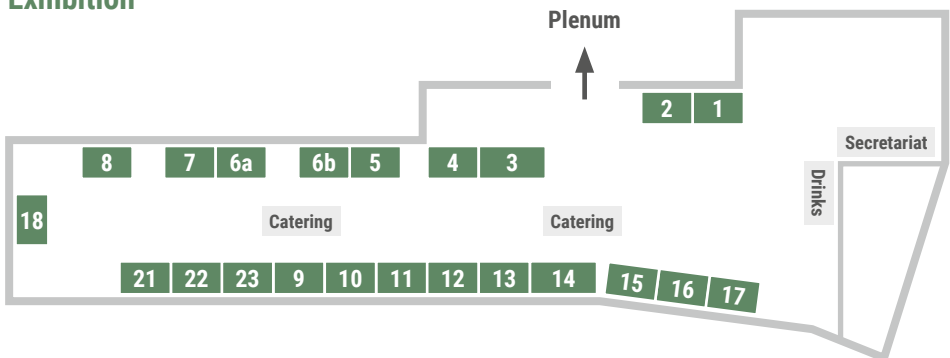 Exhibition
Plenum
2 1
Secretariat
8 7 6a 6b 5 4 3
Drinks
18
Catering Catering
21 22 23 9 10 11 12 13 14 15 16 17